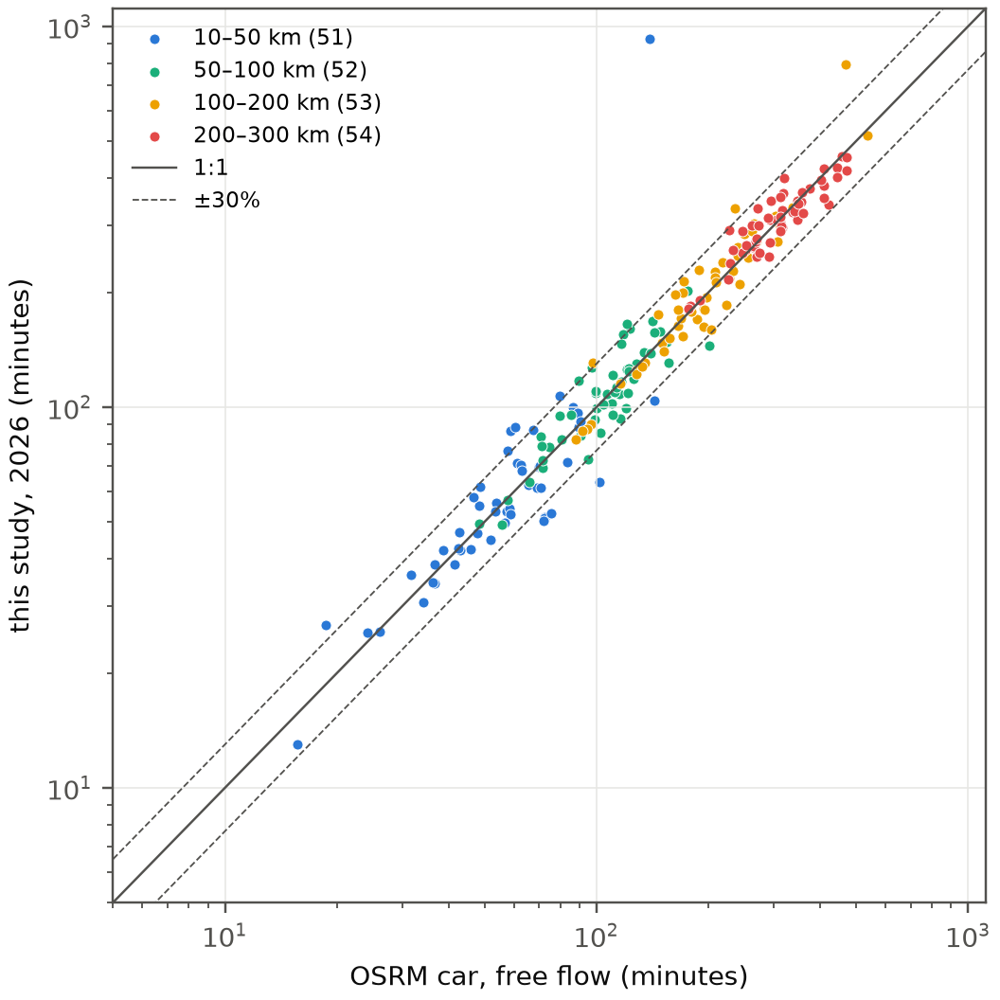 10–50 km (51)
50–100 km (52)
100–200 km (53)
200–300 km (54)
1:1
±30%
10³
10²
10¹
this study, 2026 (minutes)
10¹
10²
10³
OSRM car, free flow (minutes)